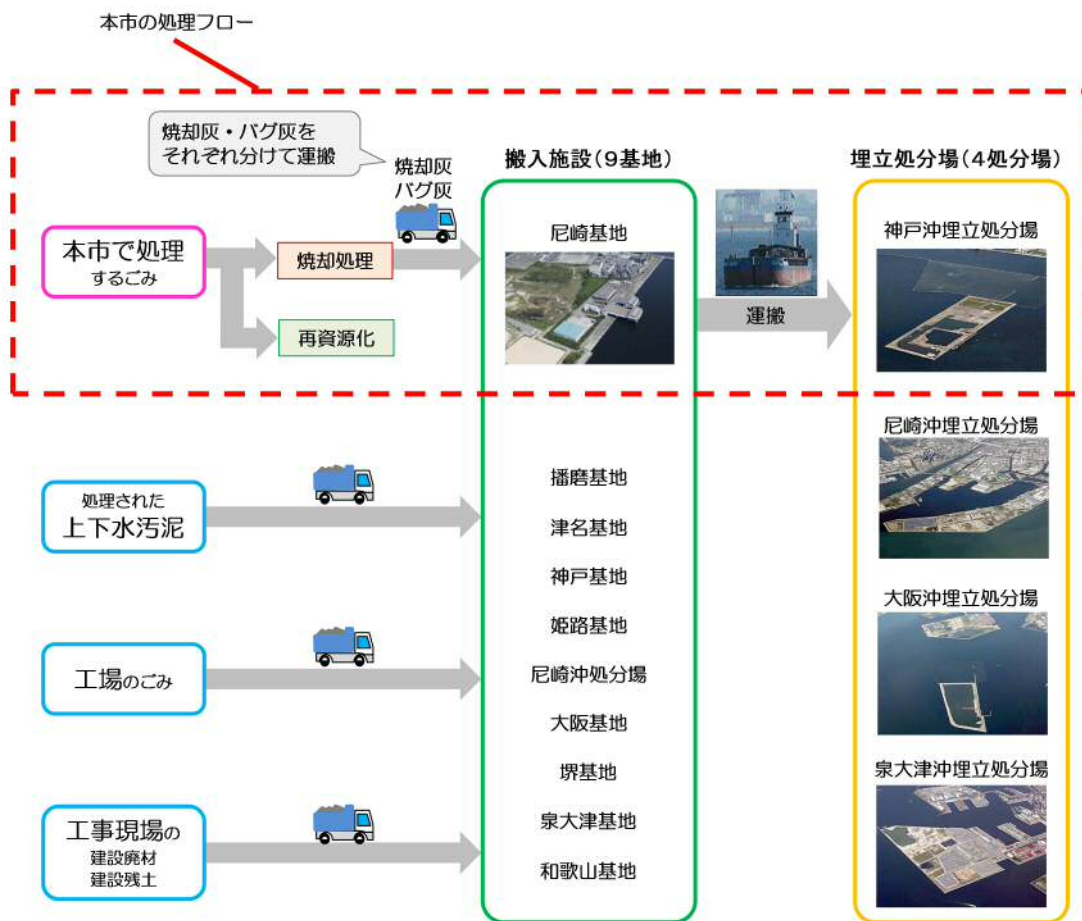 本市の処理フロー
焼却灰・バグ灰を
それぞれ分けて運搬
焼却灰
バグ灰
搬入施設(9基地)
埋立処分場(4処分場)
本市で処理
するごみ
焼却処理
再資源化
尼崎基地
運搬
神戸沖埋立処分場
尼崎沖埋立処分場
処理された
上下水汚泥
播磨基地
津名基地
神戸基地
姫路基地
尼崎沖処分場
大阪基地
堺基地
泉大津基地
和歌山基地
大阪沖埋立処分場
工場のごみ
泉大津沖埋立処分場
工事現場の
建設廃材
建設残土